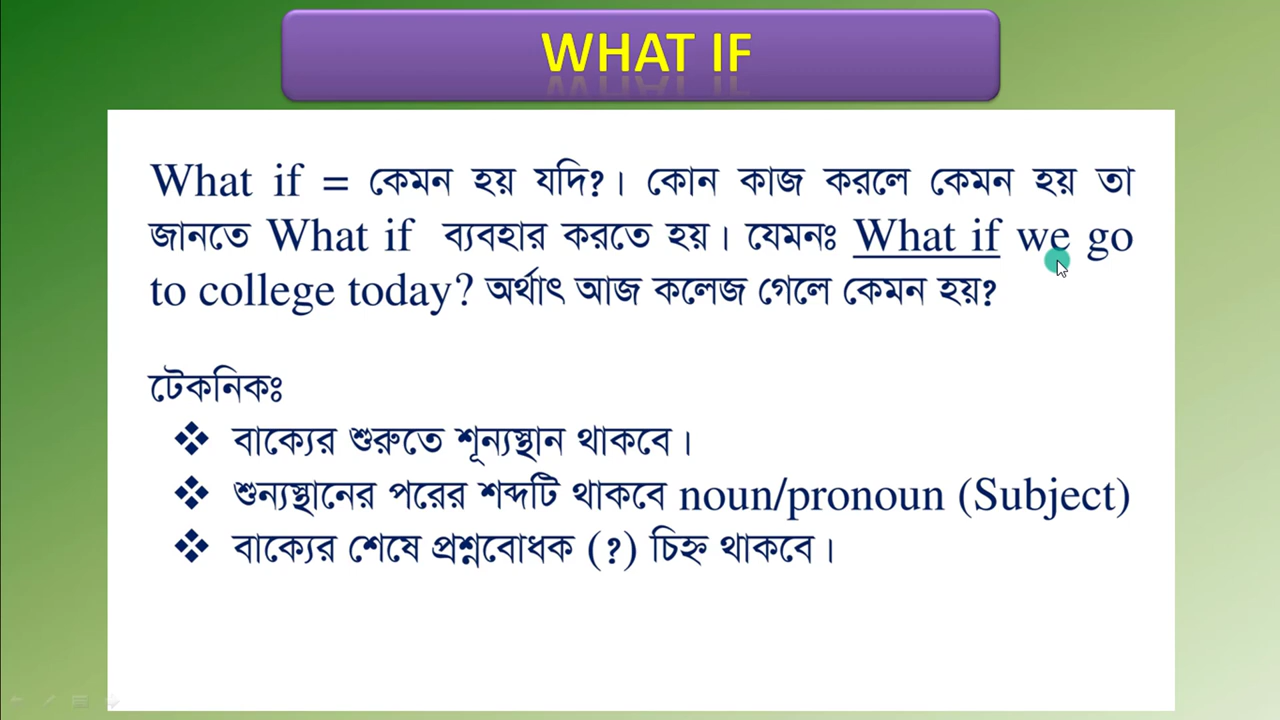 WHAT IF
What if = কেমন হয় যদি?। কোন কাজ করলে কেমন হয় তা
জানতে What if ব্যবহার করতে হয়। যেমনঃ What if we go
to college today? অর্থাৎ আজ কলেজ গেলে কেমন হয়?
টেকনিকঃ
❖ বাক্যের শুরুতে শূন্যস্থান থাকবে।
❖ শুন্যস্থানের পরের শব্দটি থাকবে noun/pronoun (Subject)
❖ বাক্যের শেষে প্রশ্নবোধক (?) চিহ্ন থাকবে।